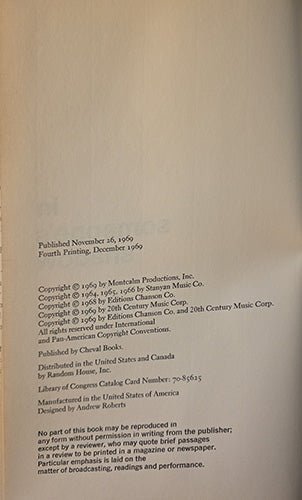 Published November 26, 1969
Fourth Printing, December 1969
Copyright © 1969 by Montcalm Productions, Inc.
Copyright © 1964, 1965, 1966 by Stanyan Music Co.
Copyright © 1968 by Editions Chanson Co.
Copyright © 1969 by 20th Century Music Corp.
Copyright © 1969 by Editions Chanson Co. and 20th Century Music Corp.
All rights reserved under International
and Pan-American Copyright Conventions.
Published by Cheval Books.
Distributed in the United States and Canada
by Random House, Inc.
Library of Congress Catalog Card Number: 70-85615
Manufactured in the United States of America
Designed by Andrew Roberts
No part of this book may be reproduced in
any form without permission in writing from the publisher;
except by a reviewer, who may quote brief passages
in a review to be printed in a magazine or newspaper.
Particular emphasis is laid on the
matter of broadcasting, readings and performance.